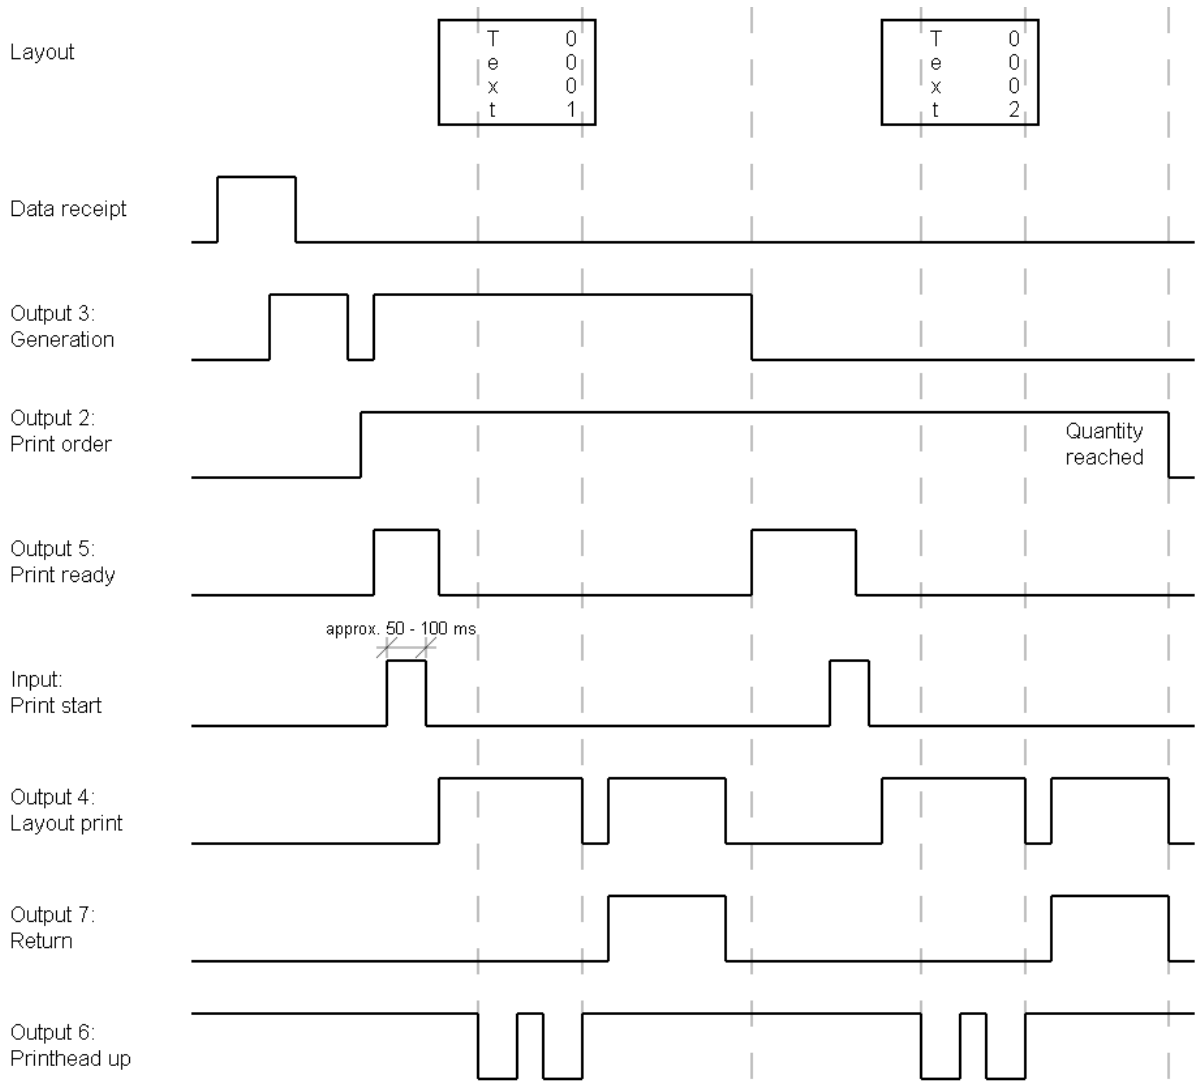 Layout
T 0
e 0
x 0
t 1
T 0
e 0
x 0
t 2
Data receipt
Output 3:
Generation
Output 2:
Print order
Quantity
reached
Output 5:
Print ready
approx. 50 - 100 ms
Input:
Print start
Output 4:
Layout print
Output 7:
Return
Output 6:
Printhead up